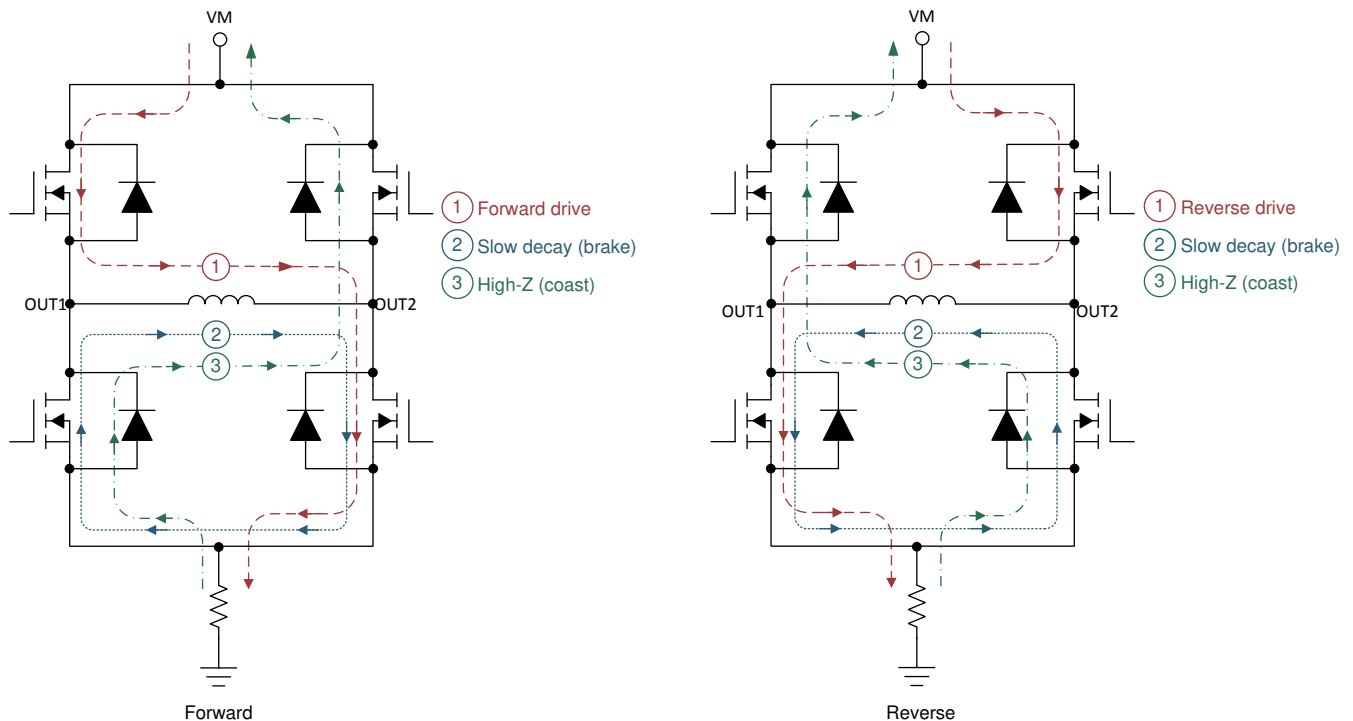 VM
1 Forward drive
2 Slow decay (brake)
3 High-Z (coast)
1
OUT1
OUT2
2
3
Forward
VM
1 Reverse drive
2 Slow decay (brake)
3 High-Z (coast)
1
OUT1
OUT2
2
3
Reverse